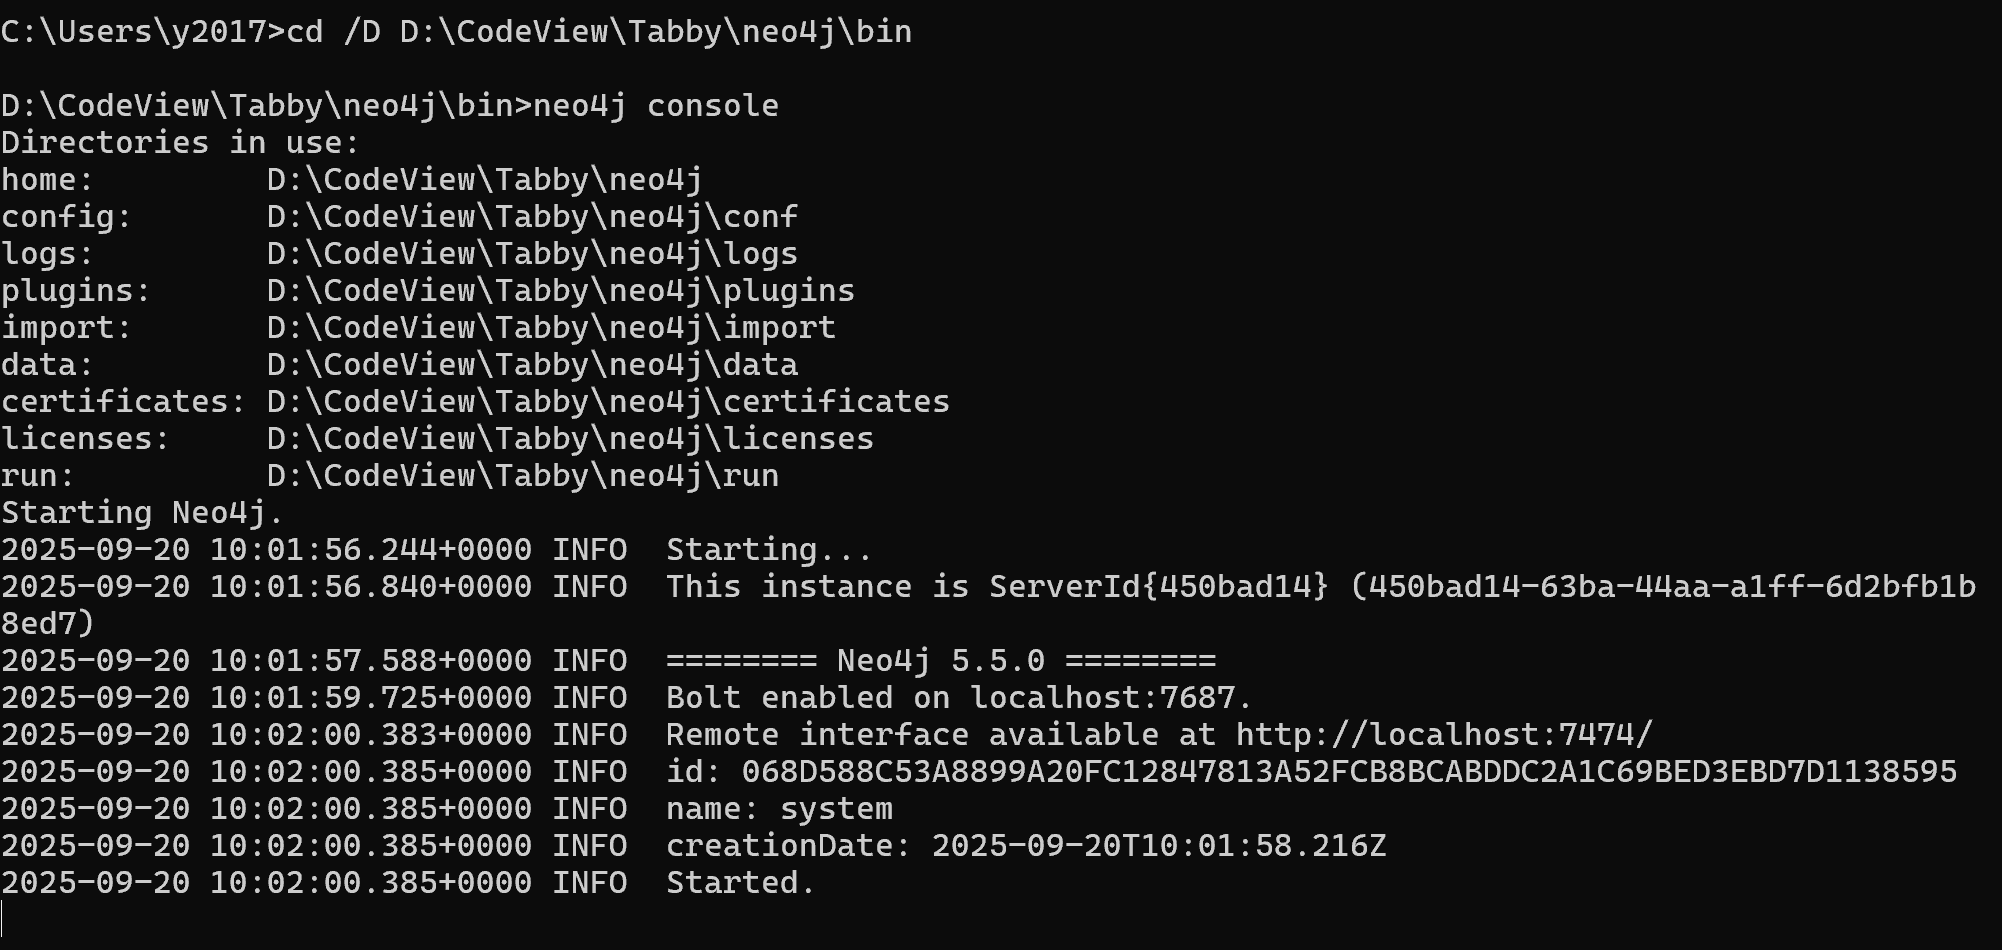 C:\Users\y2017>cd /D D:\CodeView\Tabby\neo4j\bin
D:\CodeView\Tabby\neo4j\bin>neo4j console
Directories in use:
home:         D:\CodeView\Tabby\neo4j
config:       D:\CodeView\Tabby\neo4j\conf
logs:         D:\CodeView\Tabby\neo4j\logs
plugins:      D:\CodeView\Tabby\neo4j\plugins
import:       D:\CodeView\Tabby\neo4j\import
data:         D:\CodeView\Tabby\neo4j\data
certificates: D:\CodeView\Tabby\neo4j\certificates
licenses:     D:\CodeView\Tabby\neo4j\licenses
run:          D:\CodeView\Tabby\neo4j\run
Starting Neo4j.
2025-09-20 10:01:56.244+0000 INFO  Starting...
2025-09-20 10:01:56.840+0000 INFO  This instance is ServerId{450bad14} (450bad14-63ba-44aa-a1ff-6d2bfb1b
8ed7)
2025-09-20 10:01:57.588+0000 INFO  ======== Neo4j 5.5.0 ========
2025-09-20 10:01:59.725+0000 INFO  Bolt enabled on localhost:7687.
2025-09-20 10:02:00.383+0000 INFO  Remote interface available at http://localhost:7474/
2025-09-20 10:02:00.385+0000 INFO  id: 068D588C53A8899A20FC12847813A52FCB8BCABDDC2A1C69BED3EBD7D1138595
2025-09-20 10:02:00.385+0000 INFO  name: system
2025-09-20 10:02:00.385+0000 INFO  creationDate: 2025-09-20T10:01:58.216Z
2025-09-20 10:02:00.385+0000 INFO  Started.